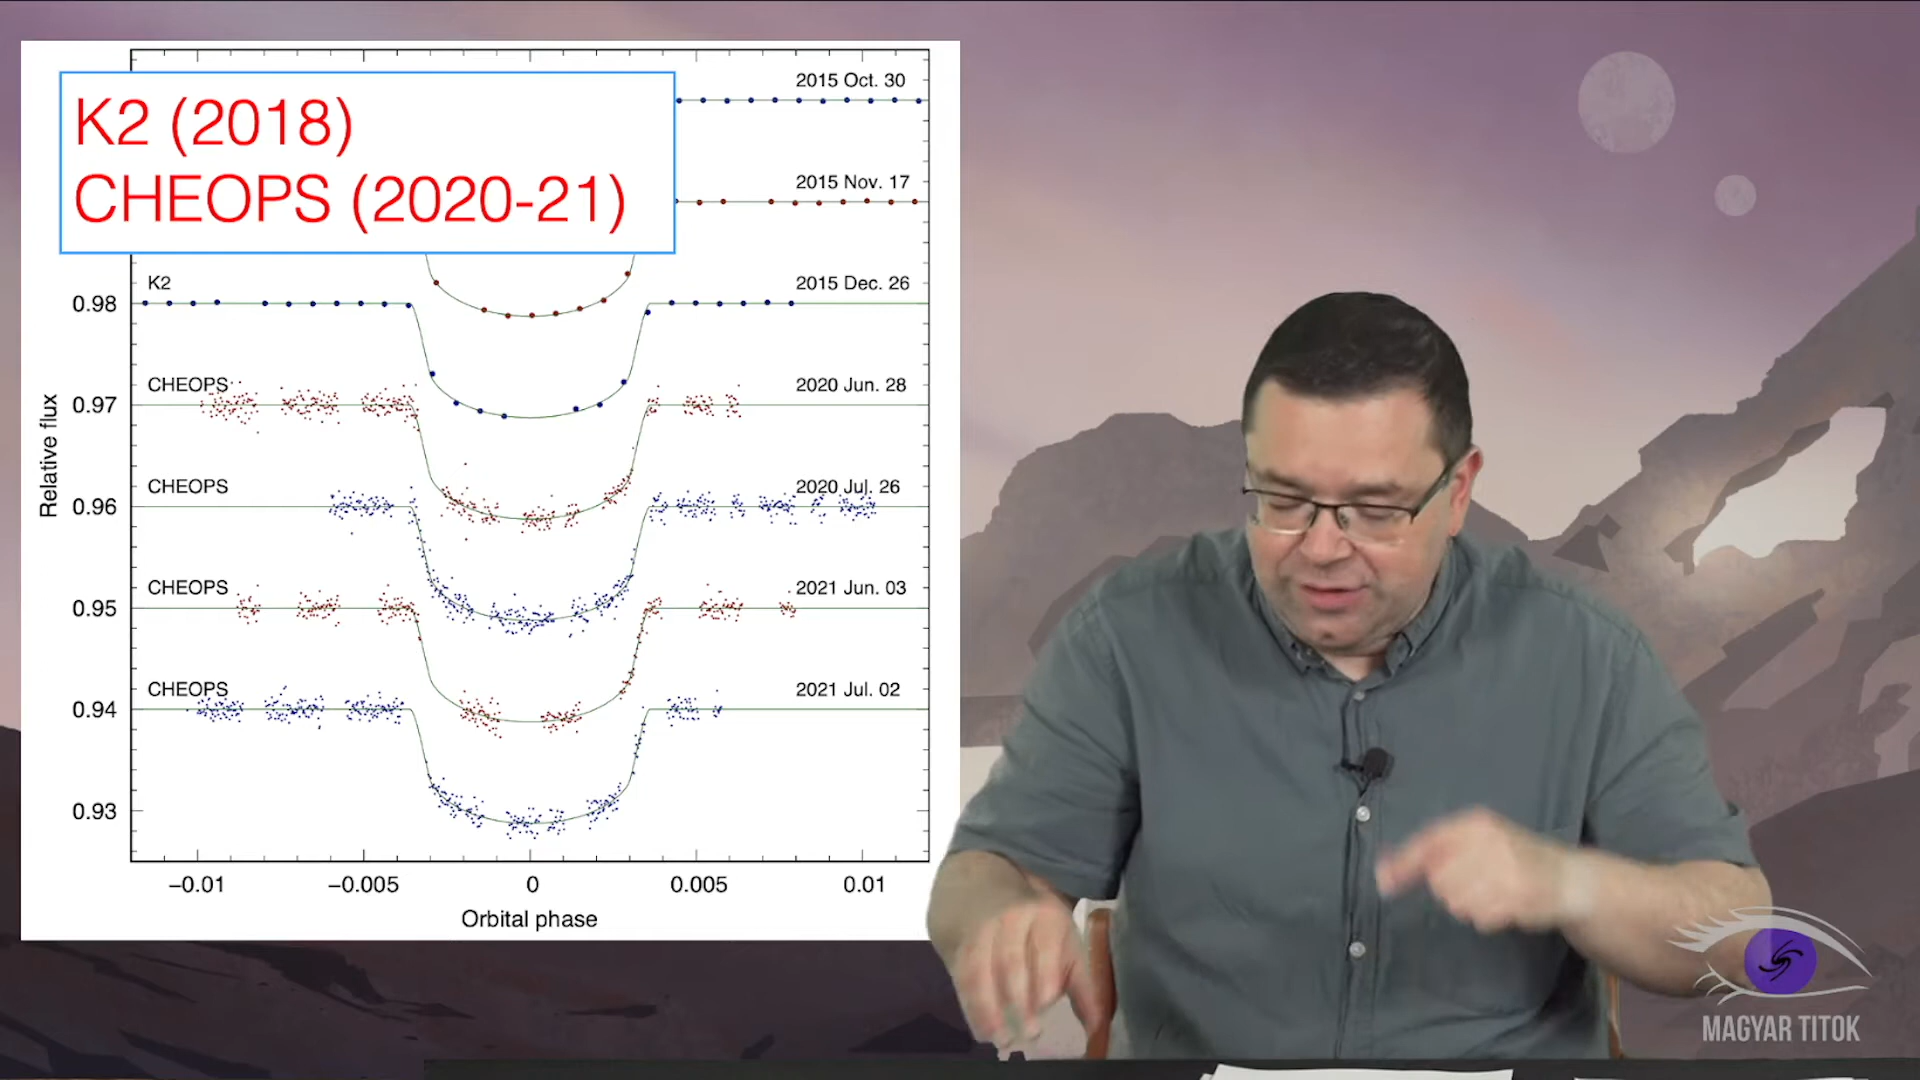 K2 (2018)
CHEOPS (2020-21)
2015 Oct. 30
2015 Nov. 17
K2
2015 Dec. 26
0.98
CHEOPS
2020 Jun. 28
0.97
CHEOPS
2020 Jul. 26
0.96
CHEOPS
2021 Jun. 03
0.95
CHEOPS
2021 Jul. 02
0.94
0.93
Relative flux
−0.01
−0.005
0
0.005
0.01
Orbital phase
MAGYAR TITOK